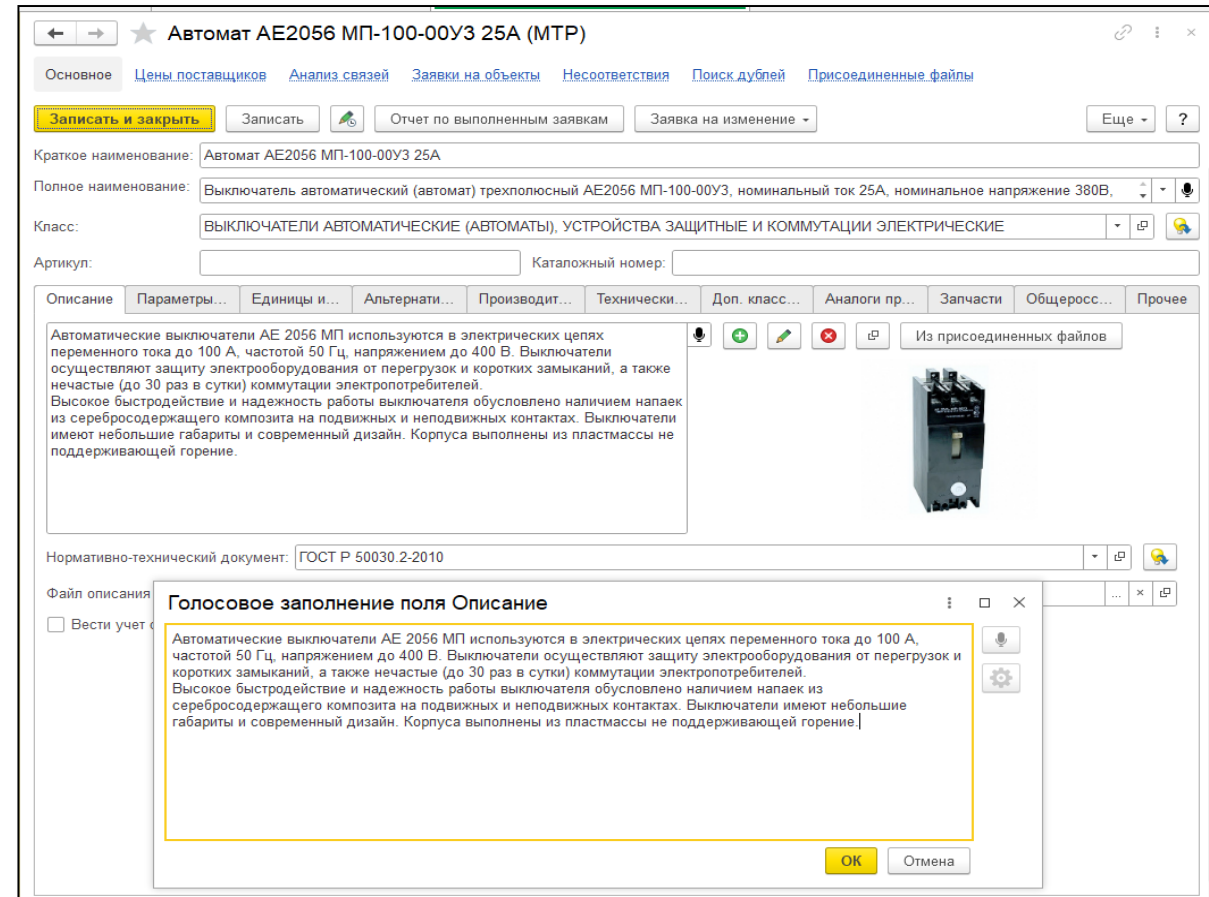 Автомат АЕ2056 МП-100-00У3 25А (МТР)
Основное Цены поставщиков Анализ связей Заявки на объекты Несоответствия Поиск дублей Присоединенные файлы
Записать и закрыть Записать Отчет по выполненным заявкам Заявка на изменение Еще ?
Краткое наименование: Автомат АЕ2056 МП-100-00У3 25А
Полное наименование: Выключатель автоматический (автомат) трехполюсный АЕ2056 МП-100-00У3, номинальный ток 25А, номинальное напряжение 380В,
Класс: ВЫКЛЮЧАТЕЛИ АВТОМАТИЧЕСКИЕ (АВТОМАТЫ), УСТРОЙСТВА ЗАЩИТНЫЕ И КОММУТАЦИИ ЭЛЕКТРИЧЕСКИЕ
Артикул: Каталожный номер:
Описание Параметры... Единицы и... Альтернати... Производит... Технически... Доп. класс... Аналоги пр... Запчасти Общеросс... Прочее
Из присоединенных файлов
Автоматические выключатели АЕ 2056 МП используются в электрических цепях
переменного тока до 100 А, частотой 50 Гц, напряжением до 400 В. Выключатели
осуществляют защиту электрооборудования от перегрузок и коротких замыканий, а также
нечастые (до 30 раз в сутки) коммутации электропотребителей.
Высокое быстродействие и надежность работы выключателя обусловлено наличием напаек
из серебросодержащего композита на подвижных и неподвижных контактах. Выключатели
имеют небольшие габариты и современный дизайн. Корпуса выполнены из пластмассы не
поддерживающей горение.
Нормативно-технический документ: ГОСТ Р 50030.2-2010
Файл описания ...
Вести учет
Голосовое заполнение поля Описание
Автоматические выключатели АЕ 2056 МП используются в электрических цепях переменного тока до 100 А,
частотой 50 Гц, напряжением до 400 В. Выключатели осуществляют защиту электрооборудования от перегрузок и
коротких замыканий, а также нечастые (до 30 раз в сутки) коммутации электропотребителей.
Высокое быстродействие и надежность работы выключателя обусловлено наличием напаек из
серебросодержащего композита на подвижных и неподвижных контактах. Выключатели имеют небольшие
габариты и современный дизайн. Корпуса выполнены из пластмассы не поддерживающей горение.
ОК Отмена